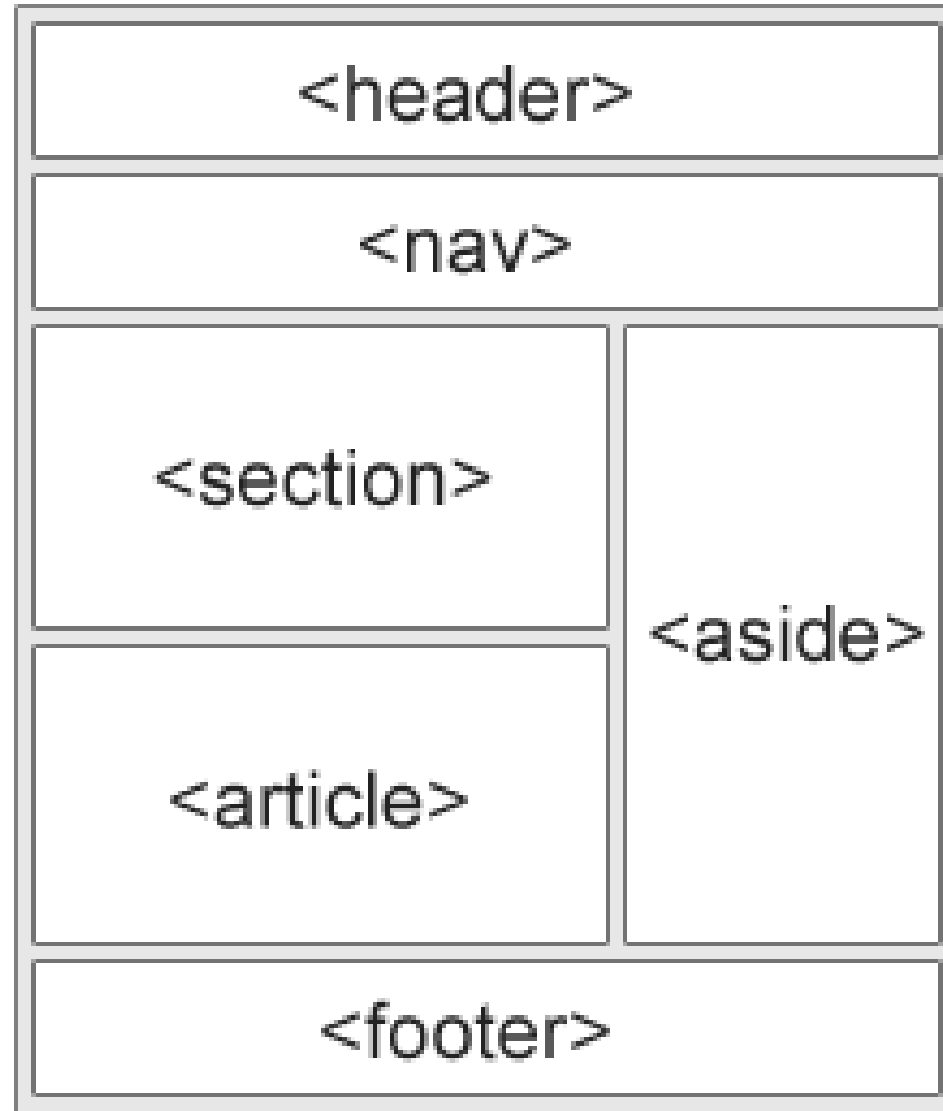 <header>
<nav>
<section>
<article>
<aside>
<footer>